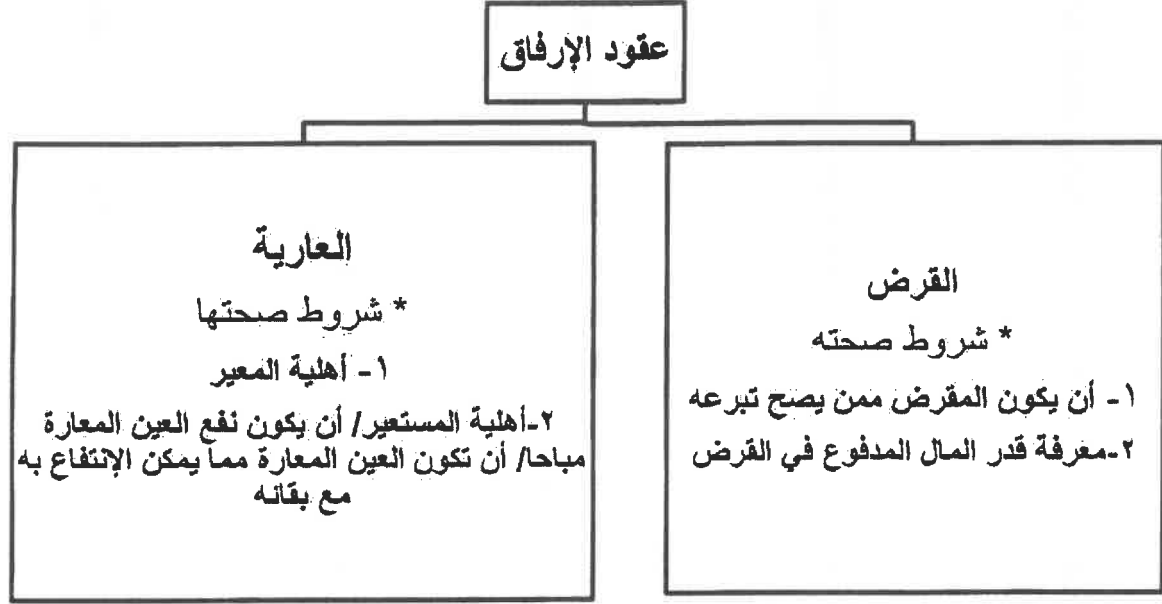 عقود الإرفاق
القرض
* شروط صحته
١- أن يكون المقرض ممن يصح تبرعه
٢-معرفة قدر المال المدفوع في القرض
العارية
* شروط صحتها
١- أهلية المعير
٢-أهلية المستعير/ أن يكون نفع العين المعارة
مباحا/ أن تكون العين المعارة مما يمكن الإنتفاع به
مع بقائه